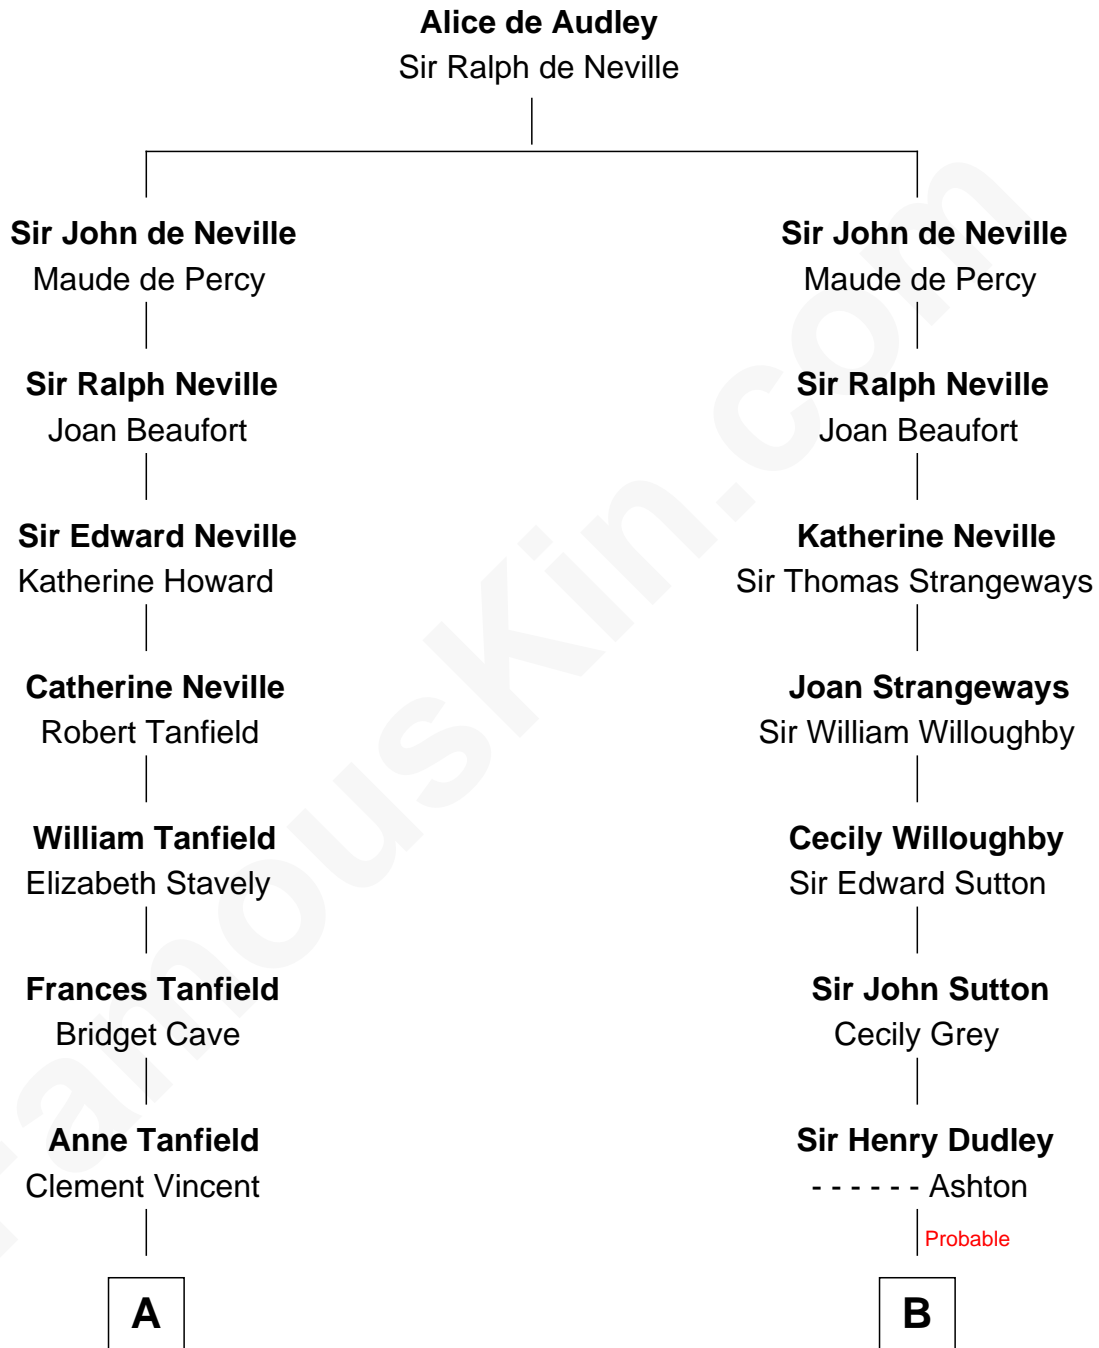 Alice de Audley
Sir Ralph de Neville
Sir John de Neville
Maude de Percy
Sir Ralph Neville
Joan Beaufort
Sir Edward Neville
Katherine Howard
Catherine Neville
Robert Tanfield
William Tanfield
Elizabeth Stavely
Frances Tanfield
Bridget Cave
Anne Tanfield
Clement Vincent
A
Sir John de Neville
Maude de Percy
Sir Ralph Neville
Joan Beaufort
Katherine Neville
Sir Thomas Strangeways
Joan Strangeways
Sir William Willoughby
Cecily Willoughby
Sir Edward Sutton
Sir John Sutton
Cecily Grey
Sir Henry Dudley
- - - - - - Ashton
Probable
B
FamousKin.com